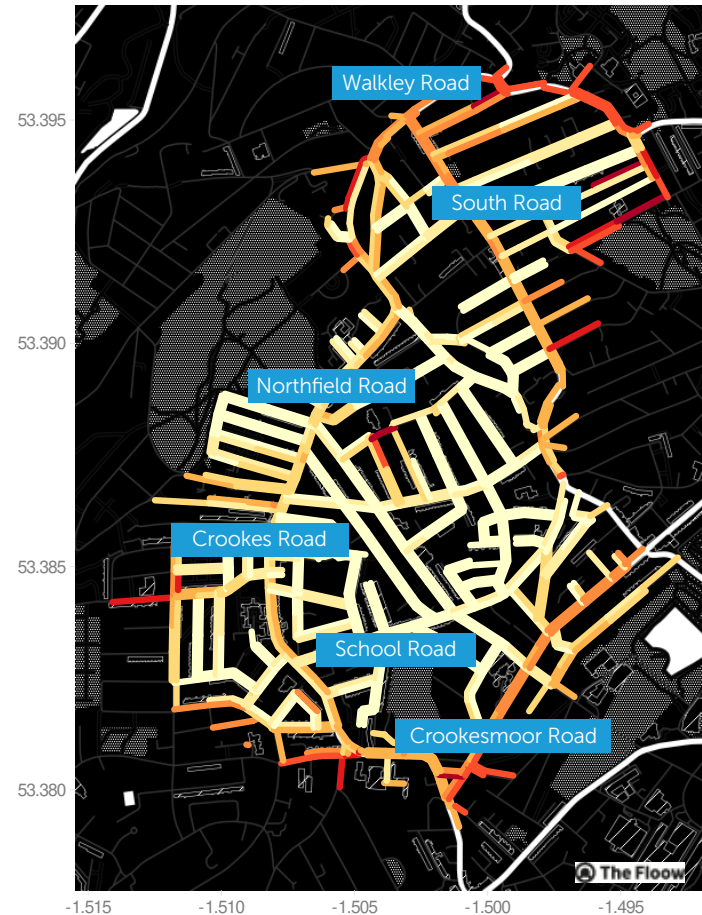 Walkley Road
53.395
South Road
53.390
Northfield Road
Crookes Road
53.385
School Road
Crookesmoor Road
53.380
The Floow
-1.515 -1.510 -1.505 -1.500 -1.495